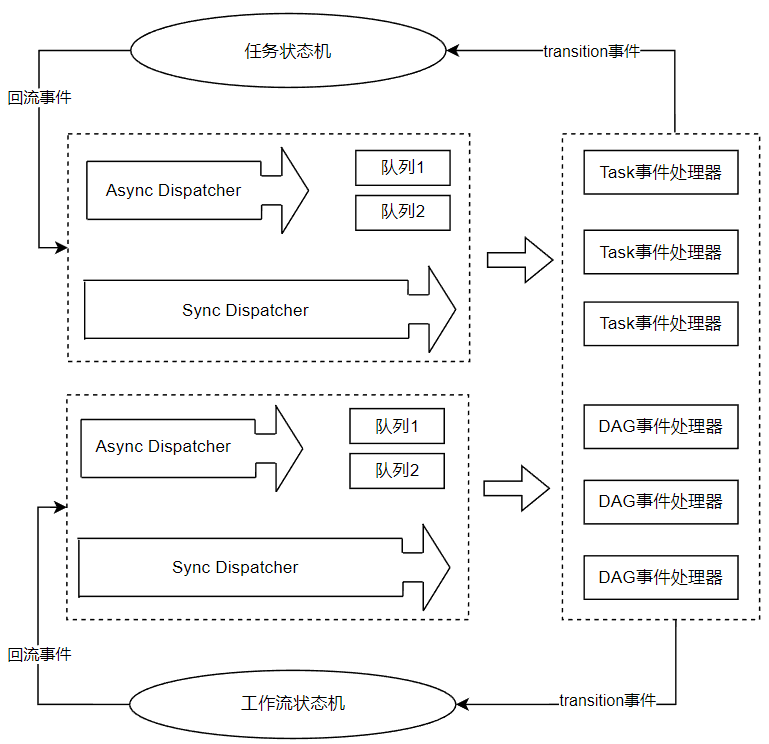 任务状态机
transition事件
回流事件
Async Dispatcher
队列1
队列2
Sync Dispatcher
Task事件处理器
Task事件处理器
Task事件处理器
Async Dispatcher
队列1
队列2
Sync Dispatcher
DAG事件处理器
DAG事件处理器
DAG事件处理器
回流事件
工作流状态机
transition事件